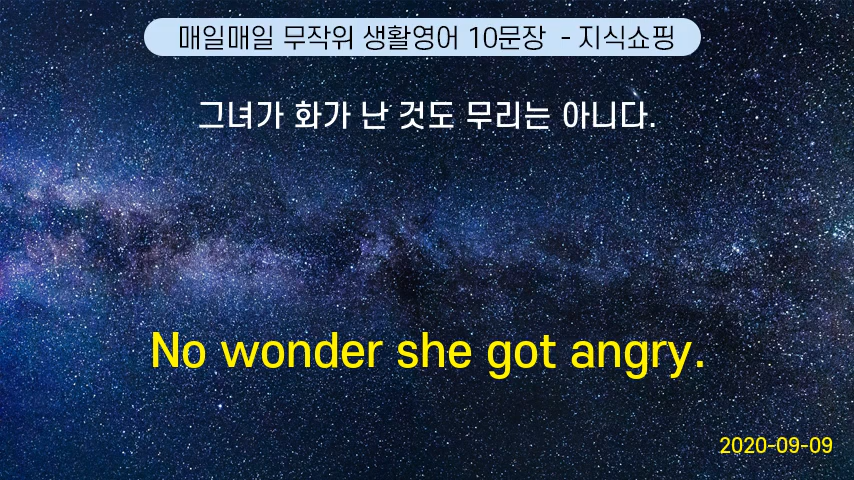 매일매일 무작위 생활영어 10문장 - 지식쇼핑
그녀가 화가 난 것도 무리는 아니다.
No wonder she got angry.
2020-09-09